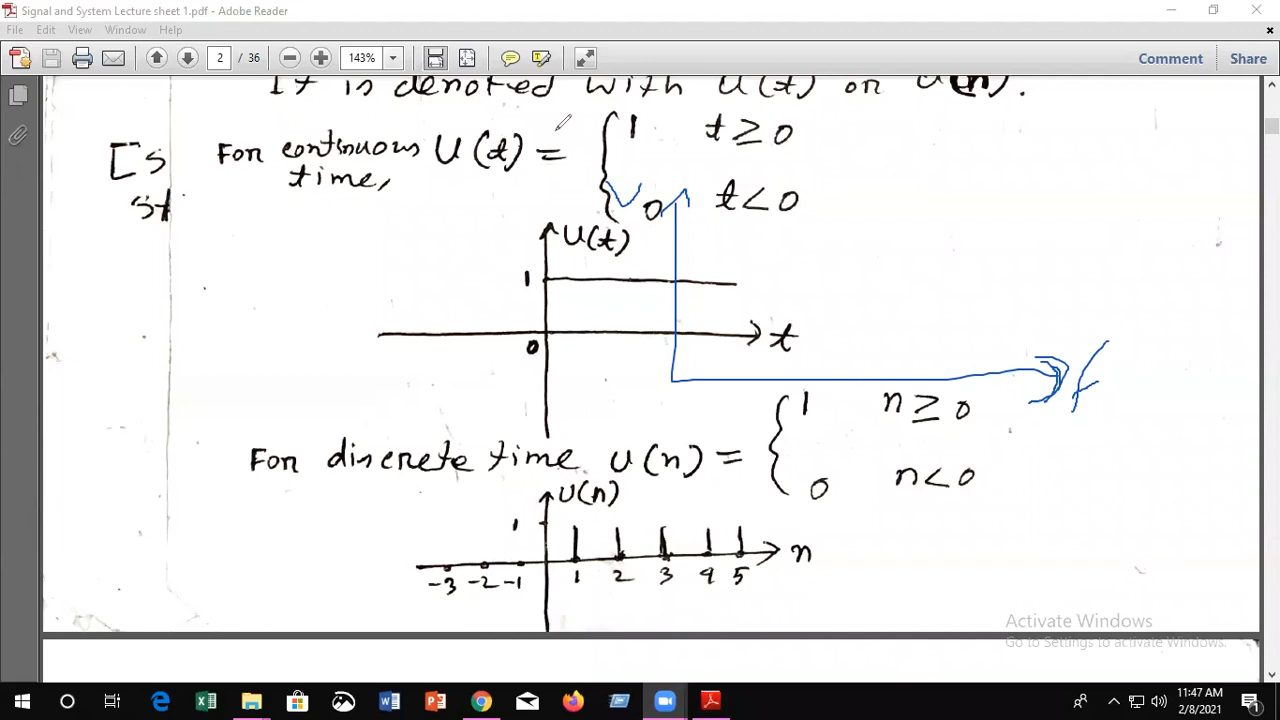 Signal and System Lecture sheet 1.pdf - Adobe Reader
File Edit View Window Help
2 / 36 143% Comment Share
It is denoted with U(t) or U(n).
For continuous time, U(t) = { 1 t ≥ 0
0 t < 0
U(t)
1
0
t
For discrete time U(n) = { 1 n ≥ 0
0 n < 0
U(n)
1
n
-3 -2 -1 1 2 3 4 5
Activate Windows
Go to Settings to activate Windows.
11:47 AM
2/8/2021